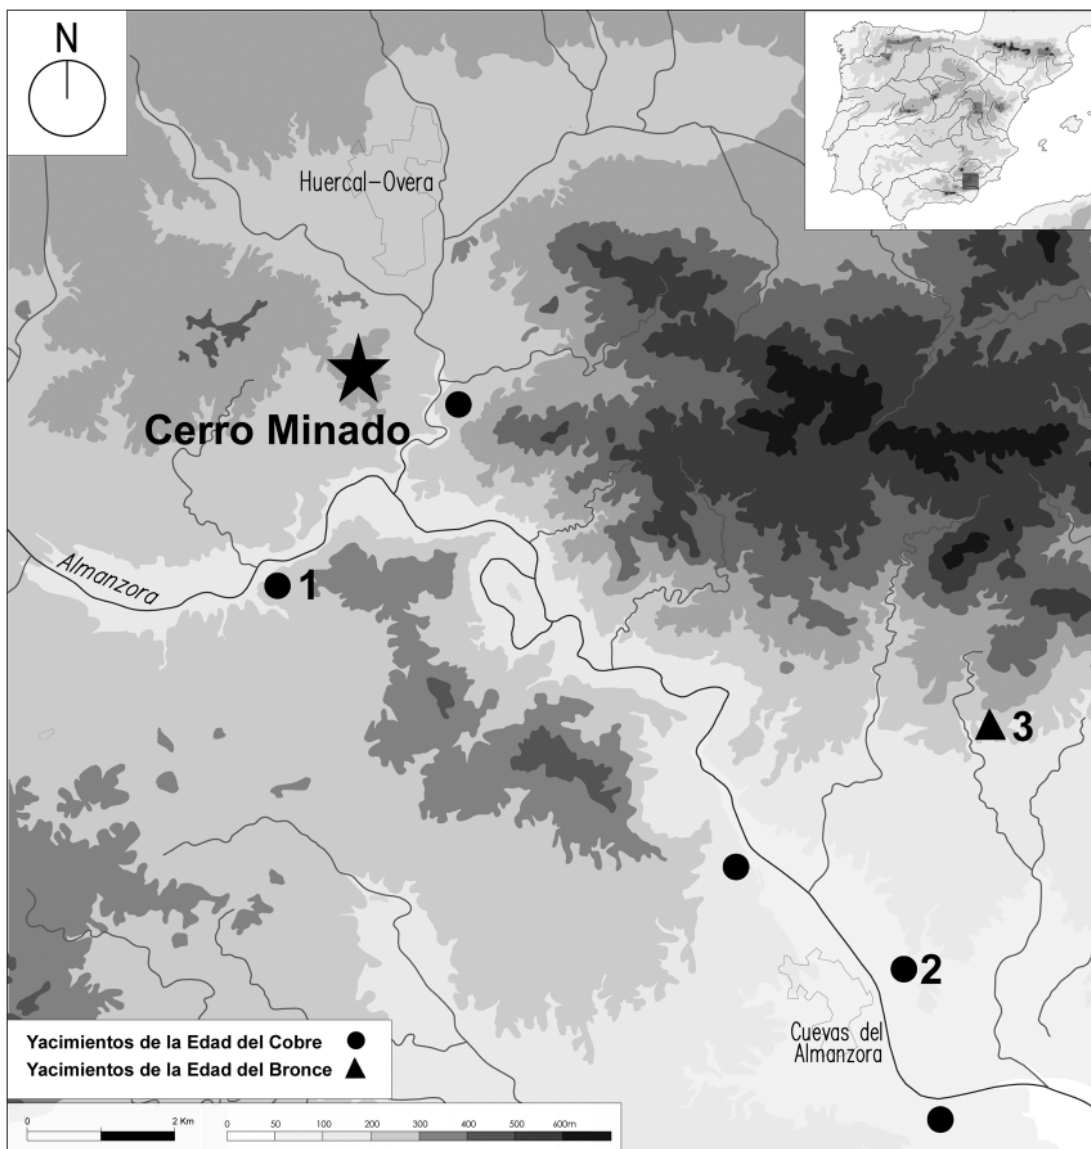 N
Huercal-Overa
Cerro Minado
Almanzora
1
3
2
Cuevas del
Almanzora
Yacimientos de la Edad del Cobre
Yacimientos de la Edad del Bronce
0 2 Km
0 50 100 200 300 400 500 600m